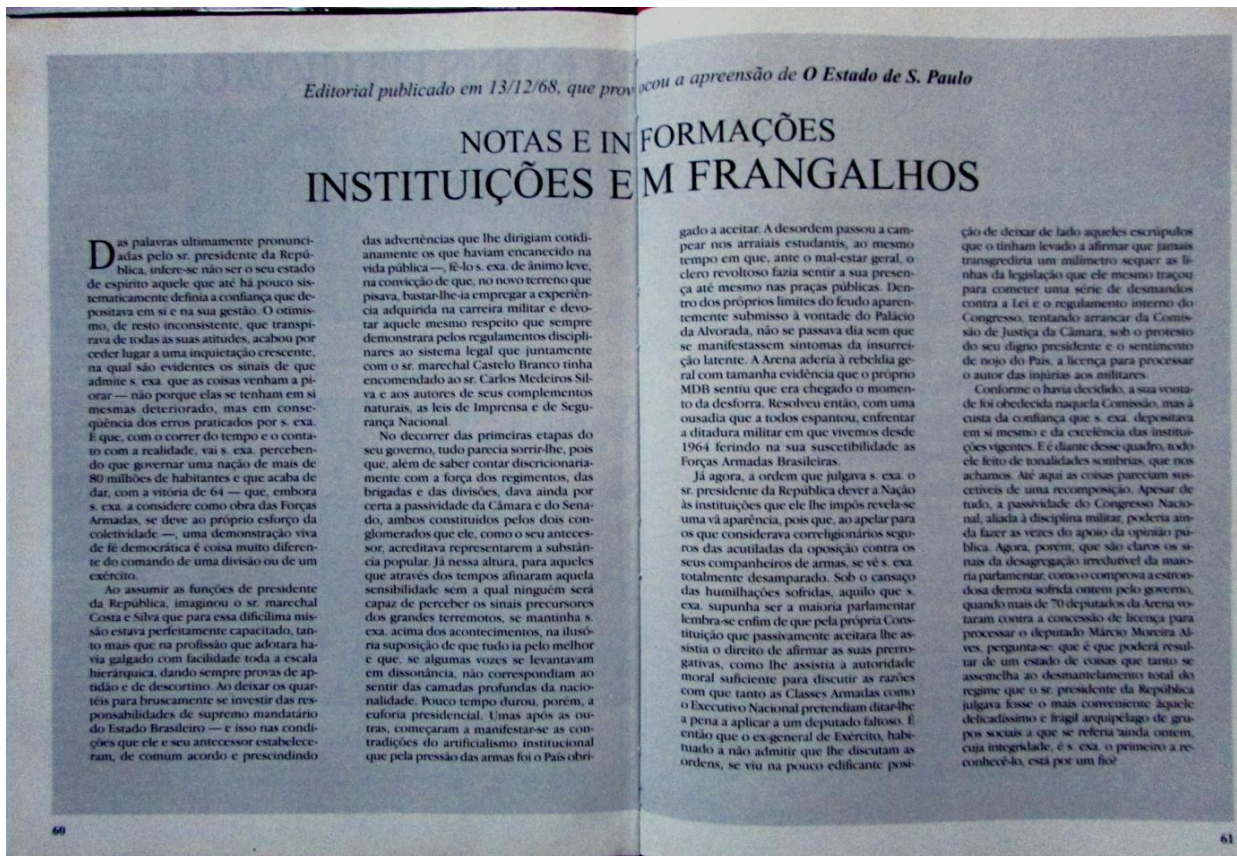 Editorial publicado em 13/12/68, que provocou a apreensão de O Estado de S. Paulo
NOTAS E INFORMAÇÕES
INSTITUIÇÕES EM FRANGALHOS
Das palavras ultimamente pronunci-
adas pelo sr. presidente da Repú-
blica, infere-se não ser o seu estado
de espírito aquele que até há pouco sis-
tematicamente definia a confiança que de-
positava em si e na sua gestão. O otimis-
mo, de resto inconsistente, que transpi-
rava de todas as suas atitudes, acabou por
ceder lugar a uma inquietação crescente,
na qual são evidentes os sinais de que
admite s. exa. que as coisas venham a pi-
orar — não porque elas se tenham em si
mesmas deteriorado, mas em conse-
qüência dos erros praticados por s. exa.
É que, com o correr do tempo e o conta-
to com a realidade, vai s. exa. perceben-
do que governar uma nação de mais de
80 milhões de habitantes e que acaba de
dar, com a vitória de 64 — que, embora
s. exa. a considere como obra das Forças
Armadas, se deve ao próprio esforço da
coletividade —, uma demonstração viva
de fé democrática é coisa muito diferen-
te do comando de uma divisão ou de um
exército.
Ao assumir as funções de presidente
da República, imaginou o sr. marechal
Costa e Silva que para essa dificílima mis-
são estava perfeitamente capacitado, tan-
to mais que na profissão que adotara ha-
via galgado com facilidade toda a escala
hierárquica, dando sempre provas de ap-
tidão e de descortino. Ao deixar os quar-
téis para bruscamente se investir das res-
ponsabilidades de supremo mandatário
do Estado Brasileiro — e isso nas condi-
ções que ele e seu antecessor estabelece-
ram, de comum acordo e prescindindo
das advertências que lhe dirigiam cotidi-
anamente os que haviam encanecido na
vida pública —, fê-lo s. exa. de ânimo leve,
na convicção de que, no novo terreno que
pisava, bastar-lhe-ia empregar a experiên-
cia adquirida na carreira militar e devo-
tar aquele mesmo respeito que sempre
demonstrara pelos regulamentos discipli-
nares ao sistema legal que juntamente
com o sr. marechal Castelo Branco tinha
encomendado ao sr. Carlos Medeiros Sil-
va e aos autores de seus complementos
naturais, as leis de Imprensa e de Segu-
rança Nacional.
No decorrer das primeiras etapas do
seu governo, tudo parecia sorrir-lhe, pois
que, além de saber contar discricionaria-
mente com a força dos regimentos, das
brigadas e das divisões, dava ainda por
certa a passividade da Câmara e do Sena-
do, ambos constituídos pelos dois con-
glomerados que ele, como o seu anteces-
sor, acreditava representarem a substân-
cia popular. Já nessa altura, para aqueles
que através dos tempos afinaram aquela
sensibilidade sem a qual ninguém será
capaz de perceber os sinais precursores
dos grandes terremotos, se mantinha s.
exa. acima dos acontecimentos, na ilusó-
ria suposição de que tudo ia pelo melhor
e que, se algumas vozes se levantavam
em dissonância, não correspondiam ao
sentir das camadas profundas da nacio-
nalidade. Pouco tempo durou, porém, a
euforia presidencial. Umas após as ou-
tras, começaram a manifestar-se as con-
tradições do artificialismo institucional
que pela pressão das armas foi o País obri-
gado a aceitar. A desordem passou a cam-
pear nos arraiais estudantis, ao mesmo
tempo em que, ante o mal-estar geral, o
clero revoltoso fazia sentir a sua presen-
ça até mesmo nas praças públicas. Den-
tro dos próprios limites do feudo aparen-
temente submisso à vontade do Palácio
da Alvorada, não se passava dia sem que
se manifestassem sintomas da insurrei-
ção latente. A Arena aderia à rebeldia ge-
ral com tamanha evidência que o próprio
MDB sentiu que era chegado o momen-
to da desforra. Resolveu então, com uma
ousadia que a todos espantou, enfrentar
a ditadura militar em que vivemos desde
1964 ferindo na sua suscetibilidade as
Forças Armadas Brasileiras.
Já agora, a ordem que julgava s. exa. o
sr. presidente da República dever a Nação
às instituições que ele lhe impôs revela-se
uma vã aparência, pois que, ao apelar para
os que considerava correligionários segu-
ros das acutiladas da oposição contra os
seus companheiros de armas, se vê s. exa.
totalmente desamparado. Sob o cansaço
das humilhações sofridas, aquilo que s.
exa. supunha ser a maioria parlamentar
lembra-se enfim de que pela própria Cons-
tituição que passivamente aceitara lhe as-
sistia o direito de afirmar as suas prerro-
gativas, como lhe assistia a autoridade
moral suficiente para discutir as razões
com que tanto as Classes Armadas como
o Executivo Nacional pretendiam ditar-lhe
a pena a aplicar a um deputado faltoso. É
então que o ex-general de Exército, habi-
tuado a não admitir que lhe discutam as
ordens, se viu na pouco edificante posi-
ção de deixar de lado aqueles escrúpulos
que o tinham levado a afirmar que jamais
transgrediria um milímetro sequer as li-
nhas da legislação que ele mesmo traçou
para cometer uma série de desmandos
contra a Lei e o regulamento interno do
Congresso, tentando arrancar da Comis-
são de Justiça da Câmara, sob o protesto
do seu digno presidente e o sentimento
de nojo do País, a licença para processar
o autor das injúrias aos militares.
Conforme o havia decidido, a sua vonta-
de foi obedecida naquela Comissão, mas à
custa da confiança que s. exa. depositava
em si mesmo e da excelência das institui-
ções vigentes. E é diante desse quadro, todo
ele feito de tonalidades sombrias, que nos
achamos. Até aqui as coisas pareciam sus-
cetíveis de uma recomposição. Apesar de
tudo, a passividade do Congresso Nacio-
nal, aliada à disciplina militar, poderia ain-
da fazer as vezes do apoio da opinião pú-
blica. Agora, porém, que são claros os si-
nais da desagregação irredutível da maio-
ria parlamentar, como o comprova a estron-
dosa derrota sofrida ontem pelo governo,
quando mais de 70 deputados da Arena vo-
taram contra a concessão de licença para
processar o deputado Márcio Moreira Al-
ves, pergunta-se: que é que poderá resul-
tar de um estado de coisas que tanto se
assemelha ao desmantelamento total do
regime que o sr. presidente da República
julgava fosse o mais conveniente àquele
delicadíssimo e frágil arquipélago de gru-
pos sociais a que se referia ainda ontem,
cuja integridade, é s. exa. o primeiro a re-
conhecê-lo, está por um fio?
60
61